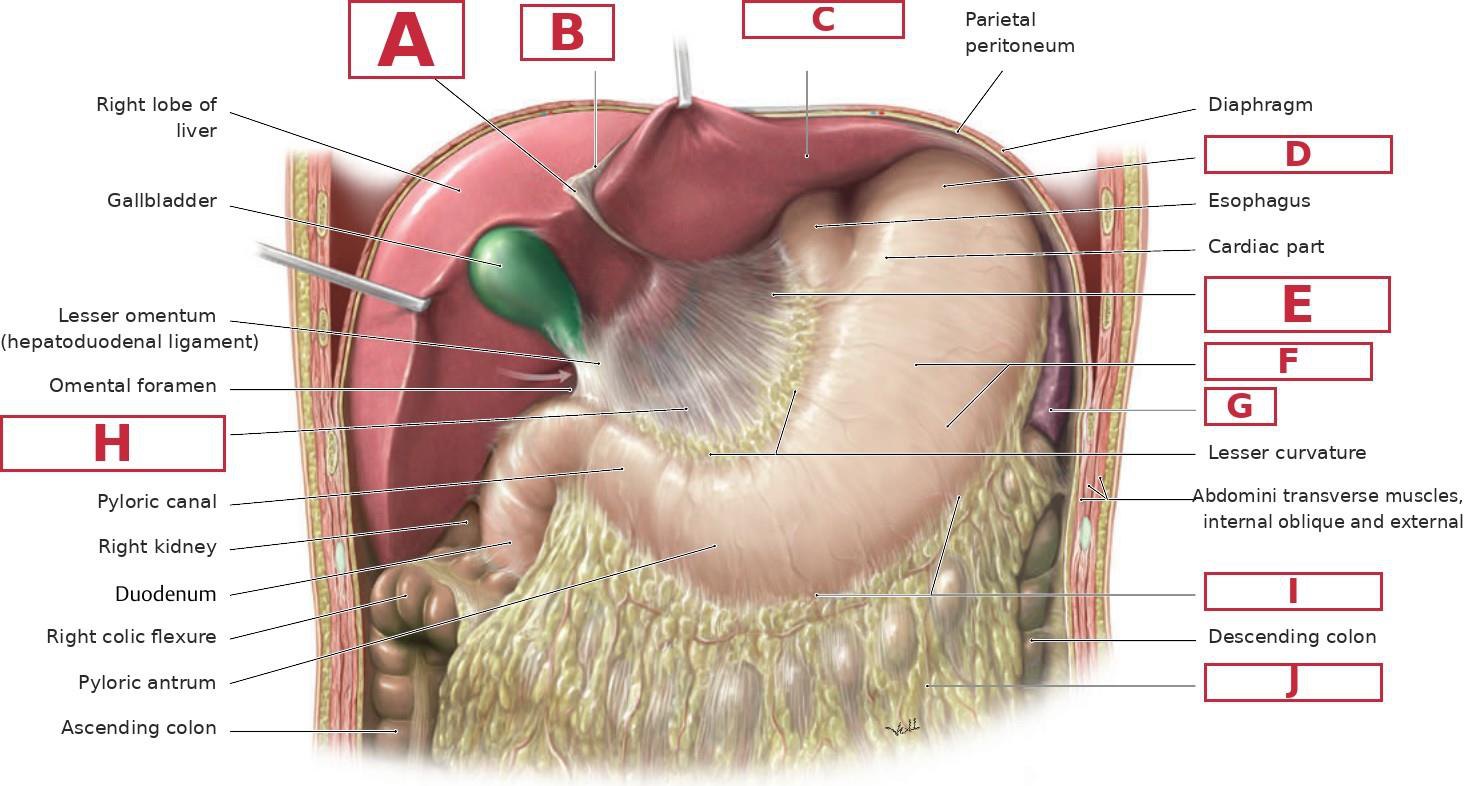 A
B
C
Parietal
peritoneum
Right lobe of
liver
Gallbladder
Lesser omentum
(hepatoduodenal ligament)
Omental foramen
H
Pyloric canal
Right kidney
Duodenum
Right colic flexure
Pyloric antrum
Ascending colon
Diaphragm
D
Esophagus
Cardiac part
E
F
G
Lesser curvature
Abdomini transverse muscles,
internal oblique and external
I
Descending colon
J